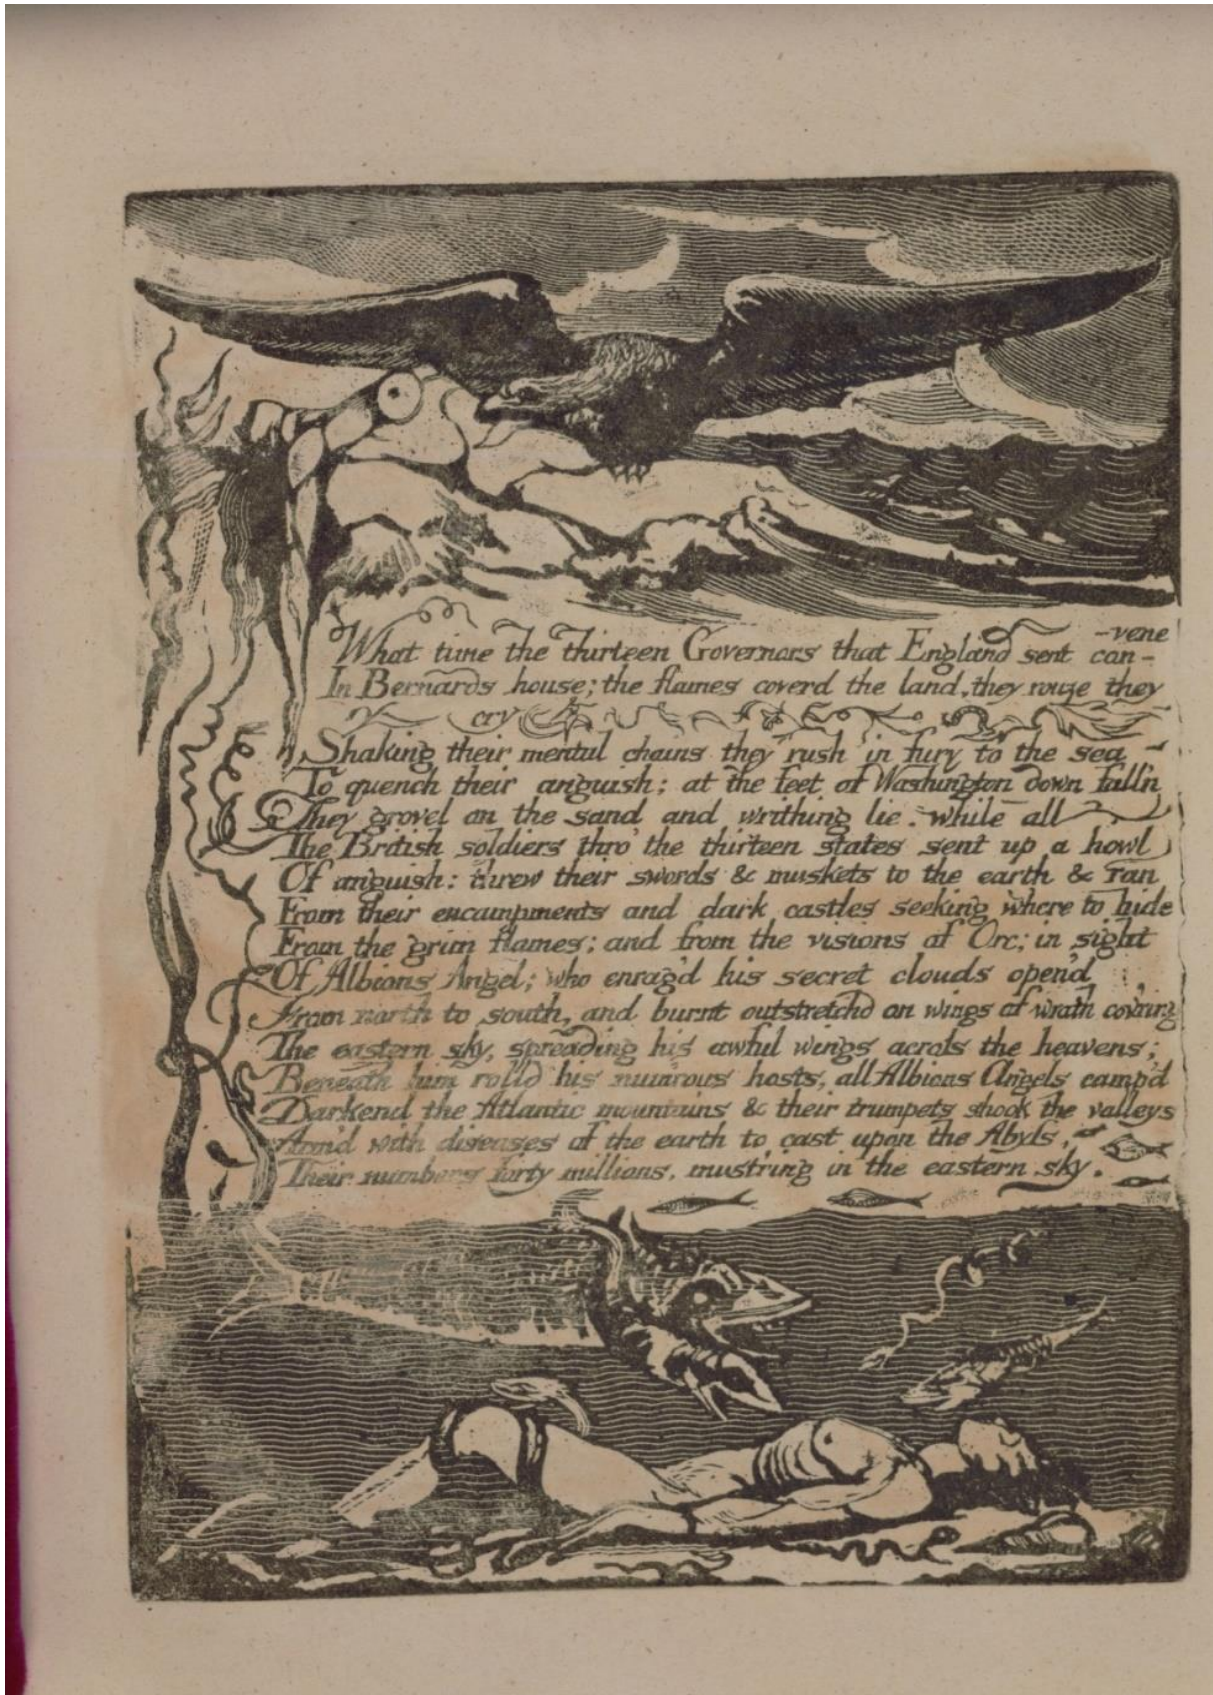 What time the thirteen Governors that England sent con-
-vene
In Bernards house; the flames coverd the land, they rouze they
cry
Shaking their mental chains they rush in fury to the sea
To quench their anguish; at the feet of Washington down fall'n
They grovel on the sand and writhing lie. while all
The British soldiers thro' the thirteen states sent up a howl
Of anguish: threw their swords & muskets to the earth & ran
From their encampments and dark castles seeking where to hide
From the grim flames; and from the visions of Orc; in sight
Of Albions Angel; who enrag'd his secret clouds open'd
From north to south, and burnt outstretchd on wings of wrath cov'ring
The eastern sky, spreading his awful wings across the heavens;
Beneath him rolld his num'rous hosts, all Albions Angels camp'd
Darkend the Atlantic mountains & their trumpets shook the valleys
Arm'd with diseases of the earth to cast upon the Abyss,
Their numbers forty millions, must'ring in the eastern sky.